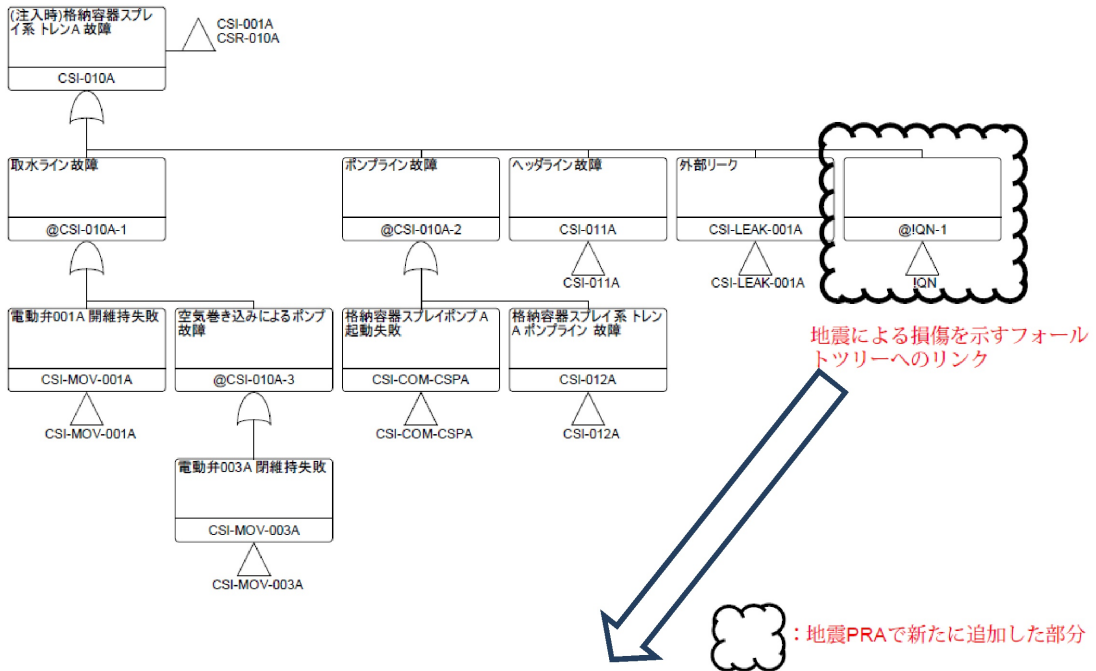 (注入時)格納容器スプレ
イ系 トレンA 故障
CSI-010A
CSI-001A
CSR-010A
取水ライン故障
@CSI-010A-1
ポンプライン故障
@CSI-010A-2
ヘッダライン故障
CSI-011A
CSI-011A
外部リーク
CSI-LEAK-001A
CSI-LEAK-001A
@!QN-1
!QN
電動弁001A 開維持失敗
CSI-MOV-001A
CSI-MOV-001A
空気巻き込みによるポンプ
故障
@CSI-010A-3
格納容器スプレイポンプ A
起動失敗
CSI-COM-CSPA
CSI-COM-CSPA
格納容器スプレイ系 トレン
A ポンプライン 故障
CSI-012A
CSI-012A
地震による損傷を示すフォール
トツリーへのリンク
電動弁003A 閉維持失敗
CSI-MOV-003A
CSI-MOV-003A
:地震PRAで新たに追加した部分